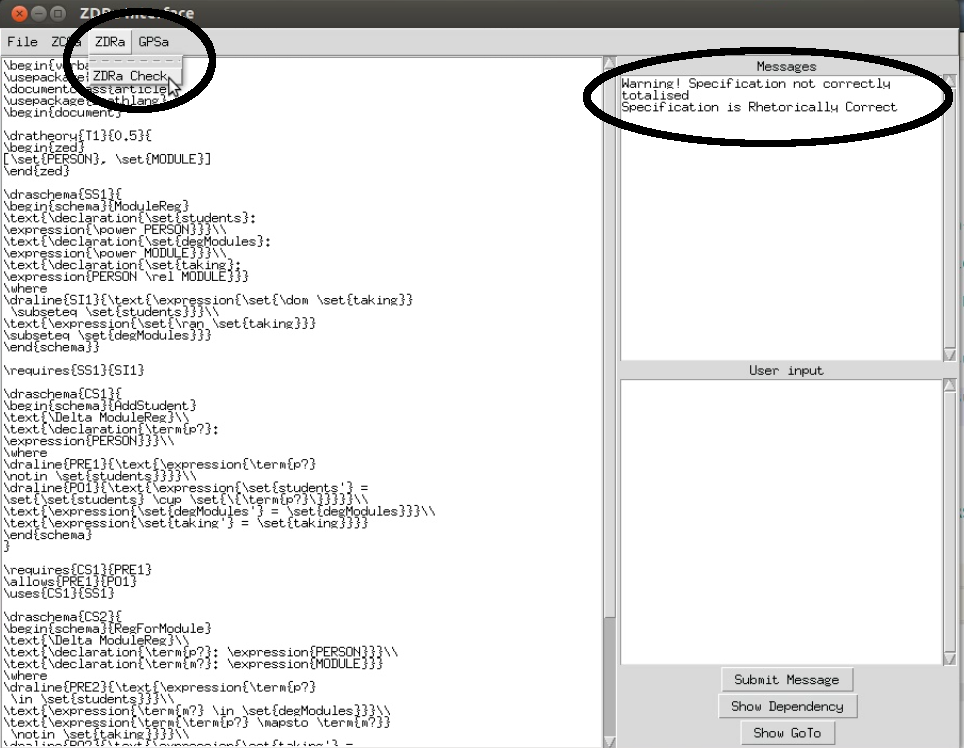 ZDRa Interface
File ZCGa ZDRa GPSa
ZDRa Check
\begin{verba
\usepackage{
\documentclass{article}
\usepackage{mathlang}
\begin{document}
\dratheory{T1}{0.5}{
\begin{zed}
[\set{PERSON}, \set{MODULE}]
\end{zed}
\draschema{SS1}{
\begin{schema}{ModuleReg}
\text{\declaration{\set{students}:
\expression{\power PERSON}}}\\
\text{\declaration{\set{degModules}:
\expression{\power MODULE}}}\\
\text{\declaration{\set{taking}:
\expression{PERSON \rel MODULE}}}
\where
\draline{SI1}{\text{\expression{\set{\dom \set{taking}}
\subseteq \set{students}}}\\
\text{\expression{\set{\ran \set{taking}}}
\subseteq \set{degModules}}}
\end{schema}}
\requires{SS1}{SI1}
\draschema{CS1}{
\begin{schema}{AddStudent}
\text{\Delta ModuleReg}\\
\text{\declaration{\term{p?}:
\expression{PERSON}}}\\
\where
\draline{PRE1}{\text{\expression{\term{p?}
\notin \set{students}}}}\\
\draline{PO1}{\text{\expression{\set{students'} =
\set{\set{students} \cup \set{\{\term{p?}\}}}}}\\
\text{\expression{\set{degModules'} = \set{degModules}}}\\
\text{\expression{\set{taking'} = \set{taking}}}}
\end{schema}
}
\requires{CS1}{PRE1}
\allows{PRE1}{PO1}
\uses{CS1}{SS1}
\draschema{CS2}{
\begin{schema}{RegForModule}
\text{\Delta ModuleReg}\\
\text{\declaration{\term{p?}: \expression{PERSON}}}\\
\text{\declaration{\term{m?}: \expression{MODULE}}}
\where
\draline{PRE2}{\text{\expression{\term{p?}
\in \set{students}}}\\
\text{\expression{\term{m?} \in \set{degModules}}}\\
\text{\expression{\term{\term{p?} \mapsto \term{m?}}
\notin \set{taking}}}}\\
\draline{PO2}{\text{\expression{\set{taking'} =
Messages
Warning! Specification not correctly
totalised
Specification is Rhetorically Correct
User input
Submit Message
Show Dependency
Show GoTo